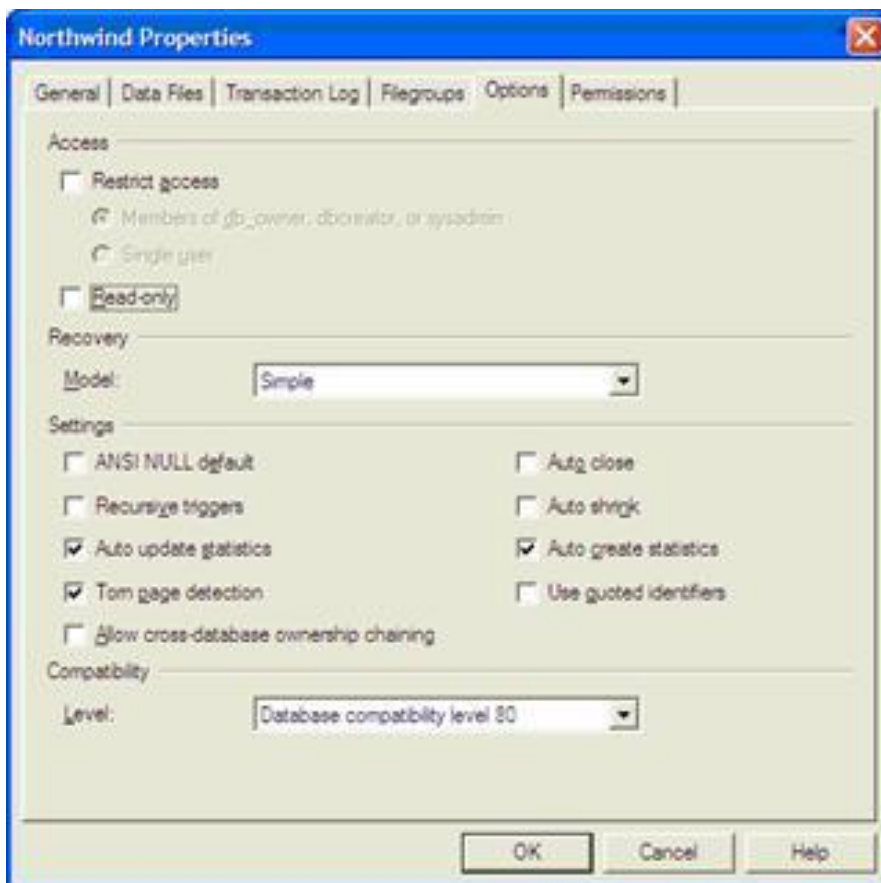 Northwind Properties
General Data Files Transaction Log Filegroups Options Permissions
Access
Restrict access
Members of db_owner, dbcreator, or sysadmin
Single user
Read-only
Recovery
Model: Simple
Settings
ANSI NULL default Auto close
Recursive triggers Auto shrink
Auto update statistics Auto create statistics
Torn page detection Use quoted identifiers
Allow cross-database ownership chaining
Compatibility
Level: Database compatibility level 80
OK Cancel Help